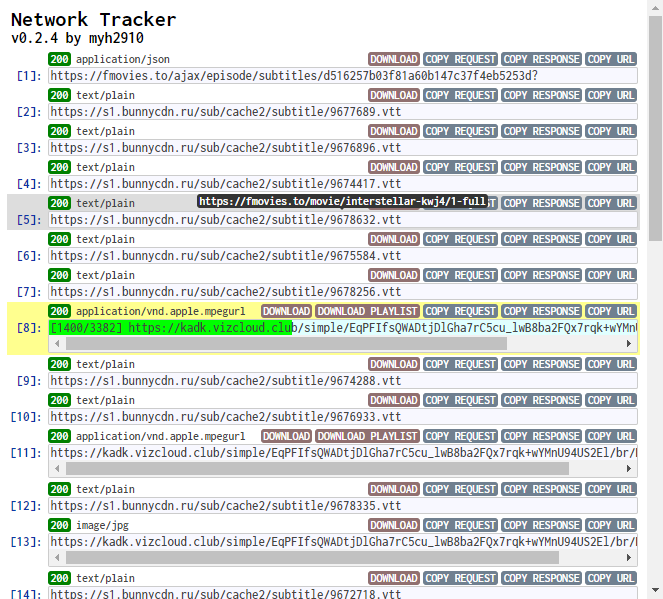 Network Tracker
v0.2.4 by myh2910
200 application/json DOWNLOAD COPY REQUEST COPY RESPONSE COPY URL
[1]: https://fmovies.to/ajax/episode/subtitles/d516257b03f81a60b147c37f4eb5253d?
200 text/plain DOWNLOAD COPY REQUEST COPY RESPONSE COPY URL
[2]: https://s1.bunnycdn.ru/sub/cache2/subtitle/9677689.vtt
200 text/plain DOWNLOAD COPY REQUEST COPY RESPONSE COPY URL
[3]: https://s1.bunnycdn.ru/sub/cache2/subtitle/9676896.vtt
200 text/plain DOWNLOAD COPY REQUEST COPY RESPONSE COPY URL
[4]: https://s1.bunnycdn.ru/sub/cache2/subtitle/9674417.vtt
200 text/plain https://fmovies.to/movie/interstellar-kwj4/1-full COPY RESPONSE COPY URL
[5]: https://s1.bunnycdn.ru/sub/cache2/subtitle/9678632.vtt
200 text/plain DOWNLOAD COPY REQUEST COPY RESPONSE COPY URL
[6]: https://s1.bunnycdn.ru/sub/cache2/subtitle/9675584.vtt
200 text/plain DOWNLOAD COPY REQUEST COPY RESPONSE COPY URL
[7]: https://s1.bunnycdn.ru/sub/cache2/subtitle/9678256.vtt
200 application/vnd.apple.mpegurl DOWNLOAD DOWNLOAD PLAYLIST COPY REQUEST COPY RESPONSE COPY URL
[8]: [1400/3382] https://kadk.vizcloud.club/simple/EqPFIfsQWADtjDlGha7rC5cu_lwB8ba2FQx7rqk+wYMnU
200 text/plain DOWNLOAD COPY REQUEST COPY RESPONSE COPY URL
[9]: https://s1.bunnycdn.ru/sub/cache2/subtitle/9674288.vtt
200 text/plain DOWNLOAD COPY REQUEST COPY RESPONSE COPY URL
[10]: https://s1.bunnycdn.ru/sub/cache2/subtitle/9676933.vtt
200 application/vnd.apple.mpegurl DOWNLOAD DOWNLOAD PLAYLIST COPY REQUEST COPY RESPONSE COPY URL
[11]: https://kadk.vizcloud.club/simple/EqPFIfsQWADtjDlGha7rC5cu_lwB8ba2FQx7rqk+wYMnU94US2El/br/
200 text/plain DOWNLOAD COPY REQUEST COPY RESPONSE COPY URL
[12]: https://s1.bunnycdn.ru/sub/cache2/subtitle/9678335.vtt
200 image/jpg DOWNLOAD COPY REQUEST COPY RESPONSE COPY URL
[13]: https://kadk.vizcloud.club/simple/EqPFIfsQWADtjDlGha7rC5cu_lwB8ba2FQx7rqk+wYMnU94US2El/br/
200 text/plain DOWNLOAD COPY REQUEST COPY RESPONSE COPY URL
[14]: https://s1.bunnycdn.ru/sub/cache2/subtitle/9672718.vtt